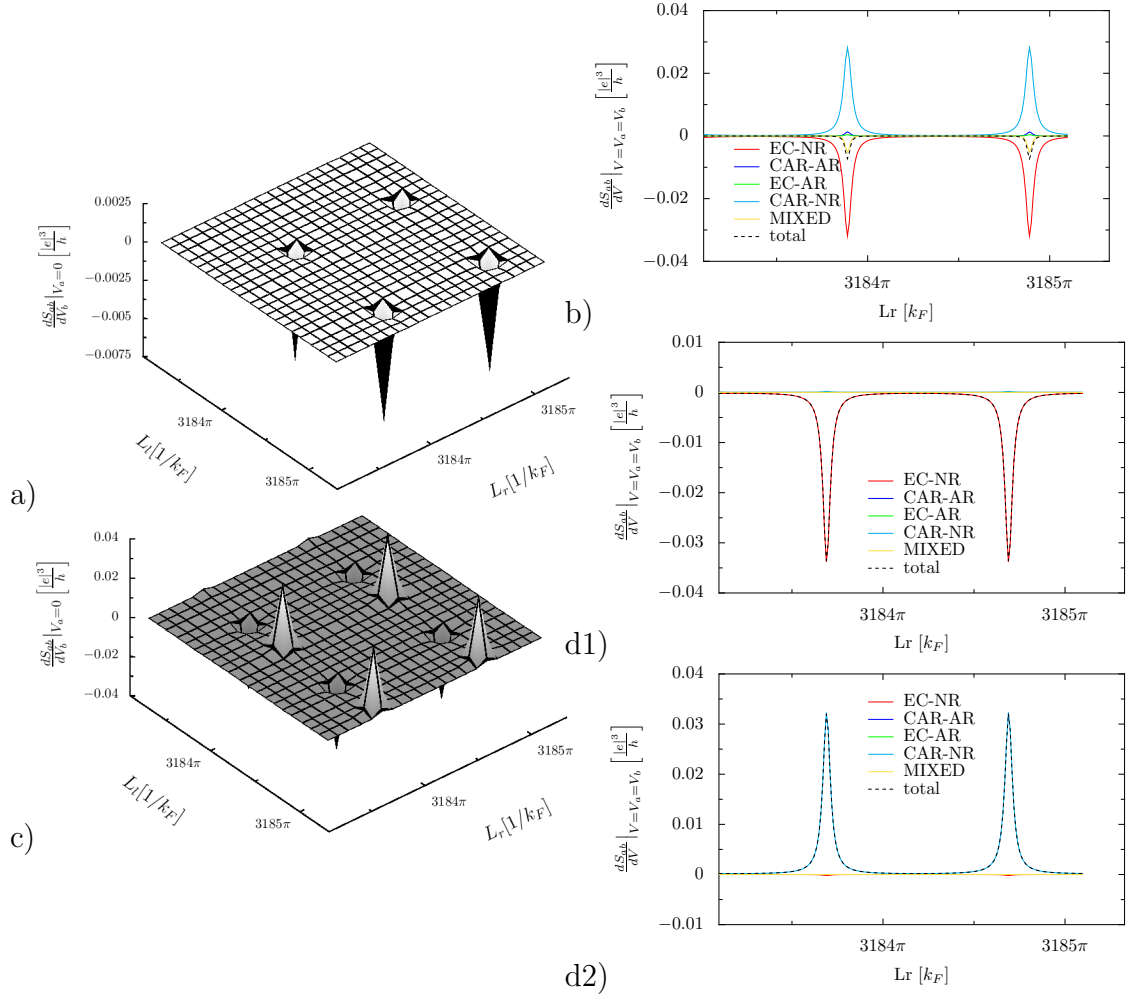 a)
0.0025
0
−0.0025
−0.005
−0.0075
dS_ab/dV_b |V_a=0 [|e|^3/h]
3184π
3185π
L_l[1/k_F]
3184π
3185π
L_r[1/k_F]
b)
0.04
0.02
0
−0.02
−0.04
dS_ab/dV |V=V_a=V_b [|e|^3/h]
EC-NR
CAR-AR
EC-AR
CAR-NR
MIXED
total
3184π
3185π
Lr [k_F]
c)
0.04
0.02
0
−0.02
−0.04
dS_ab/dV_b |V_a=0 [|e|^3/h]
3184π
3185π
L_l[1/k_F]
3184π
3185π
L_r[1/k_F]
d1)
0.01
0
−0.01
−0.02
−0.03
−0.04
dS_ab/dV |V=V_a=V_b [|e|^3/h]
EC-NR
CAR-AR
EC-AR
CAR-NR
MIXED
total
3184π
3185π
Lr [k_F]
d2)
0.04
0.03
0.02
0.01
0
−0.01
dS_ab/dV |V=V_a=V_b [|e|^3/h]
EC-NR
CAR-AR
EC-AR
CAR-NR
MIXED
total
3184π
3185π
Lr [k_F]